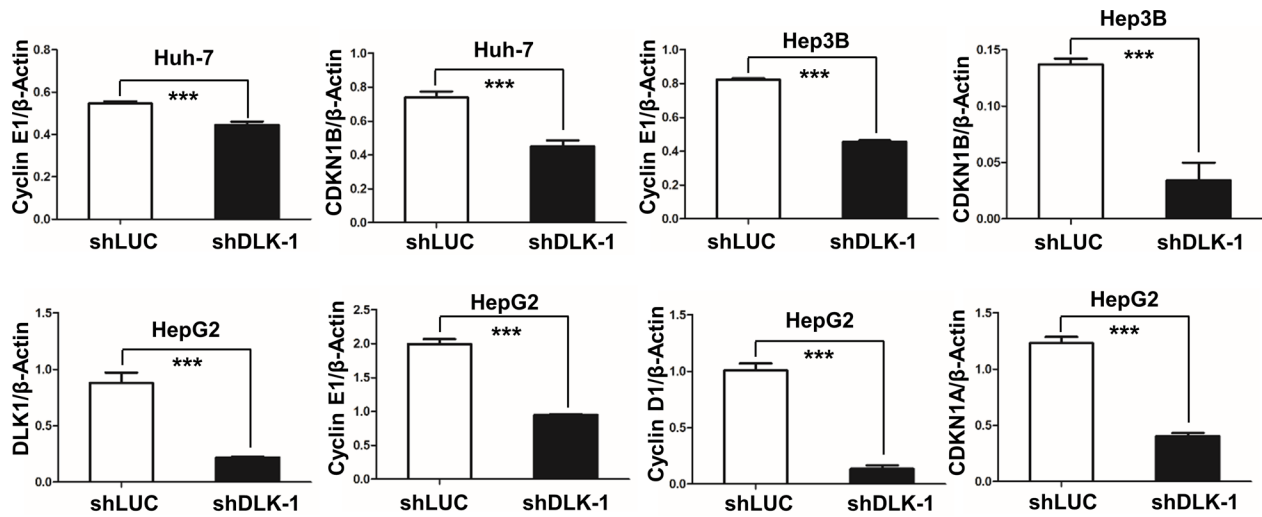 Huh-7
***
Cyclin E1/β-Actin
0.8
0.6
0.4
0.2
0.0
shLUC shDLK-1
Huh-7
***
CDKN1B/β-Actin
1.0
0.8
0.6
0.4
0.2
0.0
shLUC shDLK-1
Hep3B
***
Cyclin E1/β-Actin
1.0
0.8
0.6
0.4
0.2
0.0
shLUC shDLK-1
Hep3B
***
CDKN1B/β-Actin
0.15
0.10
0.05
0.00
shLUC shDLK-1
HepG2
***
DLK1/β-Actin
1.5
1.0
0.5
0.0
shLUC shDLK-1
HepG2
***
Cyclin E1/β-Actin
2.5
2.0
1.5
1.0
0.5
0.0
shLUC shDLK-1
HepG2
***
Cyclin D1/β-Actin
1.5
1.0
0.5
0.0
shLUC shDLK-1
HepG2
***
CDKN1A/β-Actin
1.5
1.0
0.5
0.0
shLUC shDLK-1